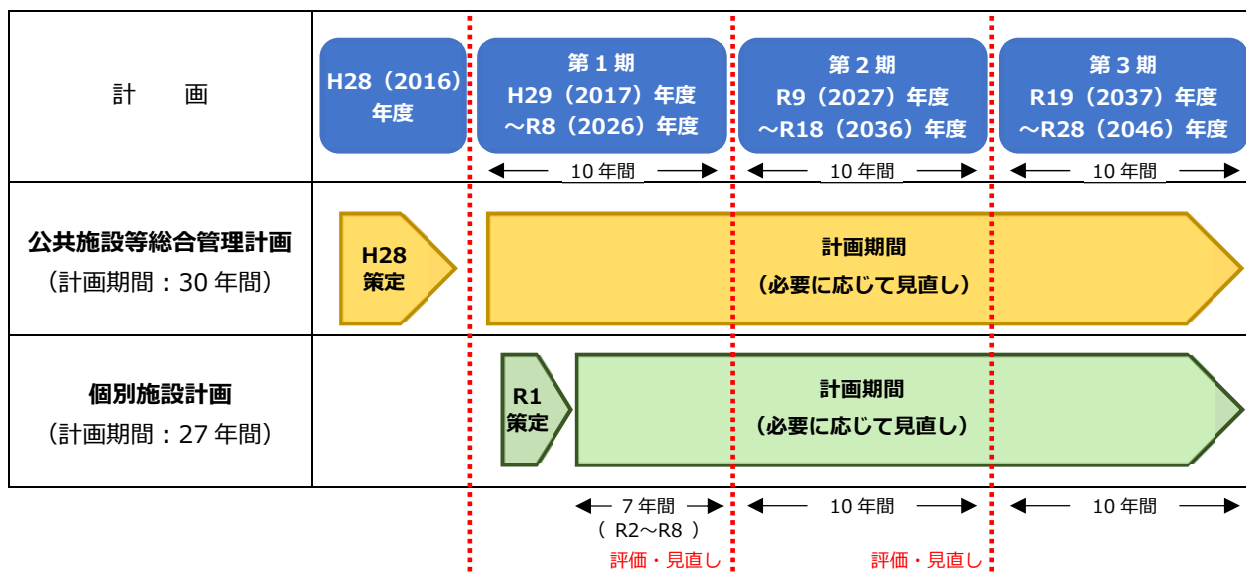 計　画
H28（2016）
年度
第１期
H29（2017）年度
～R8（2026）年度
第２期
R9（2027）年度
～R18（2036）年度
第３期
R19（2037）年度
～R28（2046）年度
10 年間
10 年間
10 年間
公共施設等総合管理計画
（計画期間：30 年間）
H28
策定
計画期間
（必要に応じて見直し）
個別施設計画
（計画期間：27 年間）
R1
策定
計画期間
（必要に応じて見直し）
7 年間
（ R2～R8 ）
10 年間
10 年間
評価・見直し
評価・見直し